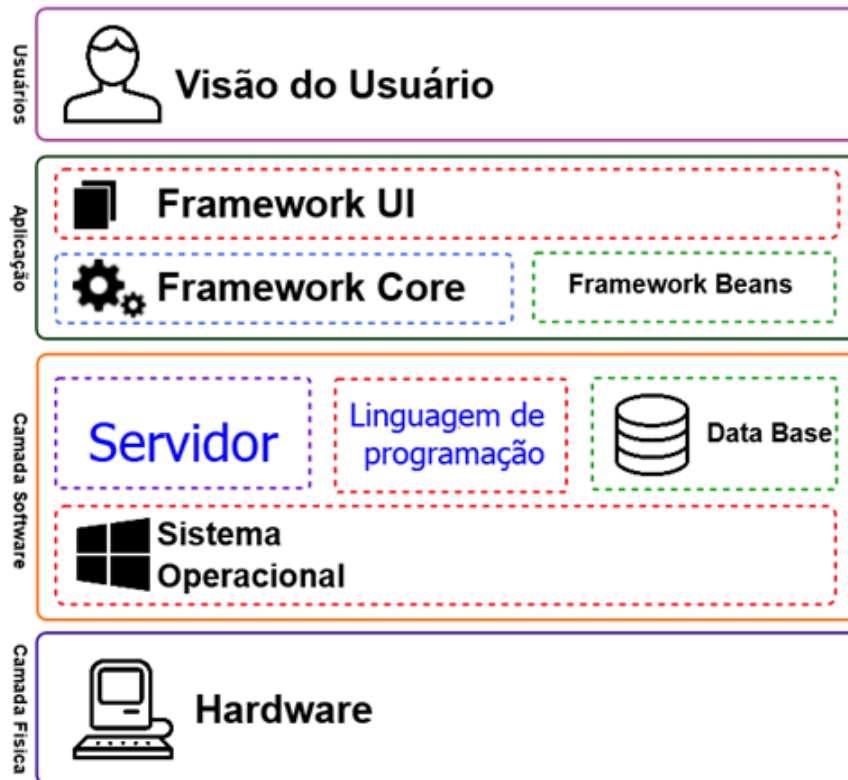 Usuários
Visão do Usuário
Aplicação
Framework UI
Framework Core
Framework Beans
Camada Software
Servidor
Linguagem de
programação
Data Base
Sistema
Operacional
Camada Fisica
Hardware